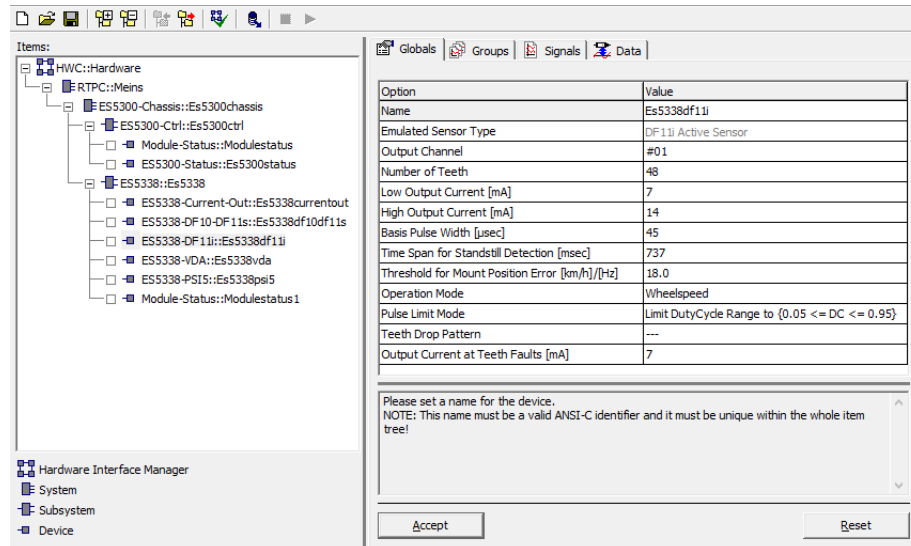 Items:
HWC::Hardware
RTPC::Meins
ES5300-Chassis::Es5300chassis
ES5300-Ctrl::Es5300ctrl
Module-Status::Modulestatus
ES5300-Status::Es5300status
ES5338::Es5338
ES5338-Current-Out::Es5338currentout
ES5338-DF10-DF11s::Es5338df10df11s
ES5338-DF11i::Es5338df11i
ES5338-VDA::Es5338vda
ES5338-PSI5::Es5338psi5
Module-Status::Modulestatus1
Hardware Interface Manager
System
Subsystem
Device
Globals Groups Signals Data
Option Value
Name Es5338df11i
Emulated Sensor Type DF11i Active Sensor
Output Channel #01
Number of Teeth 48
Low Output Current [mA] 7
High Output Current [mA] 14
Basis Pulse Width [µsec] 45
Time Span for Standstill Detection [msec] 737
Threshold for Mount Position Error [km/h]/[Hz] 18.0
Operation Mode Wheelspeed
Pulse Limit Mode Limit DutyCycle Range to {0.05 <= DC <= 0.95}
Teeth Drop Pattern ---
Output Current at Teeth Faults [mA] 7
Please set a name for the device.
NOTE: This name must be a valid ANSI-C identifier and it must be unique within the whole item
tree!
Accept Reset